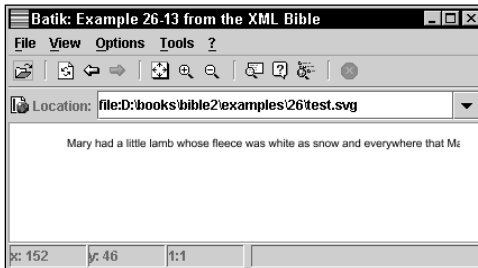 Batik: Example 26-13 from the XML Bible
File View Options Tools ?
Location: file:D:\books\bible2\examples\26\test.svg
Mary had a little lamb whose fleece was white as snow and everywhere that Ma
x: 152 y: 46 1:1